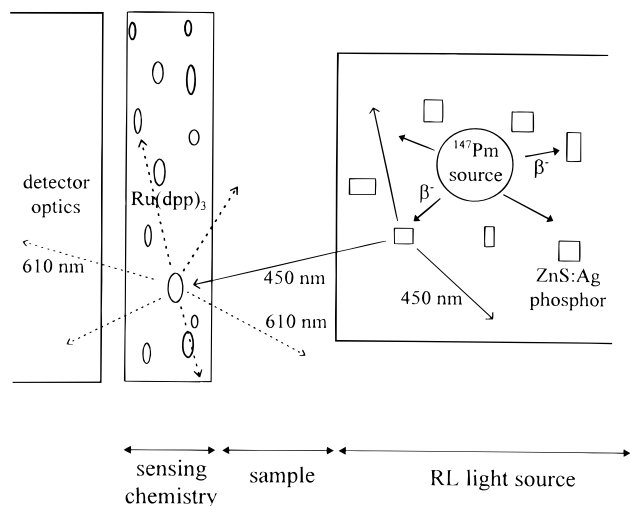 detector
optics
610 nm
Ru(dpp)₃
450 nm
610 nm
¹⁴⁷Pm
source
β⁻
β⁻
450 nm
ZnS:Ag
phosphor
sensing
chemistry
sample
RL light source